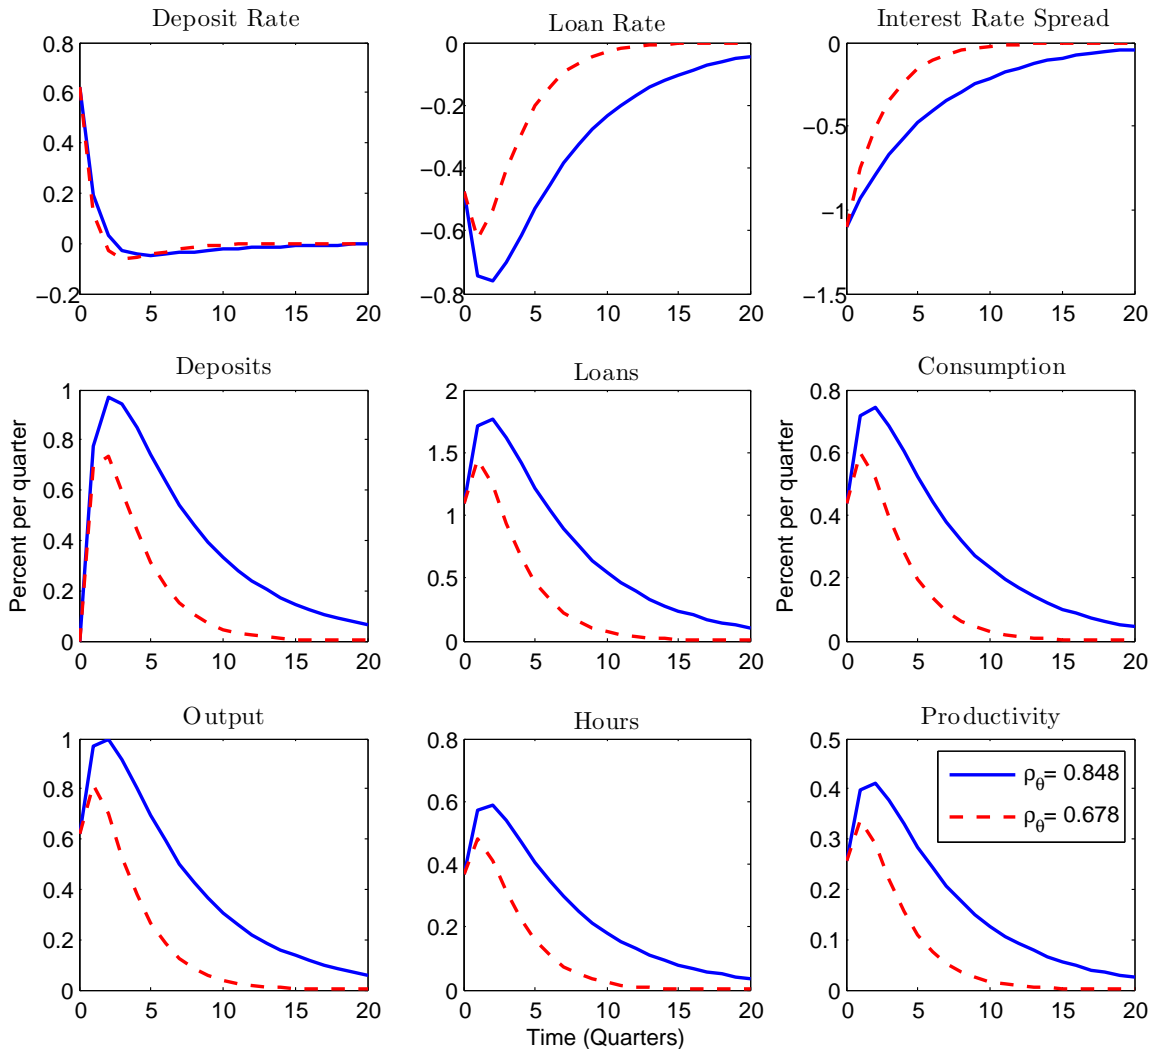 Deposit Rate
0.8
0.6
0.4
0.2
0
−0.2
0 5 10 15 20
Loan Rate
0
−0.2
−0.4
−0.6
−0.8
0 5 10 15 20
Interest Rate Spread
0
−0.5
−1
−1.5
0 5 10 15 20
Deposits
Percent per quarter
1
0.8
0.6
0.4
0.2
0
0 5 10 15 20
Loans
2
1.5
1
0.5
0
0 5 10 15 20
Consumption
Percent per quarter
0.8
0.6
0.4
0.2
0
0 5 10 15 20
Output
1
0.8
0.6
0.4
0.2
0
0 5 10 15 20
Hours
0.8
0.6
0.4
0.2
0
0 5 10 15 20
Time (Quarters)
Productivity
0.5
0.4
0.3
0.2
0.1
0
0 5 10 15 20
ρθ= 0.848
ρθ= 0.678